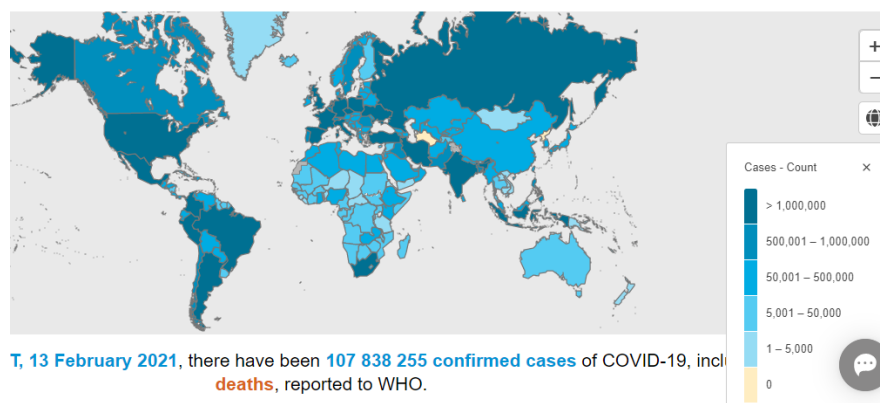 +
−
Cases - Count ×
> 1,000,000
500,001 – 1,000,000
50,001 – 500,000
5,001 – 50,000
1 – 5,000
0
T, 13 February 2021, there have been 107 838 255 confirmed cases of COVID-19,
deaths, reported to WHO.